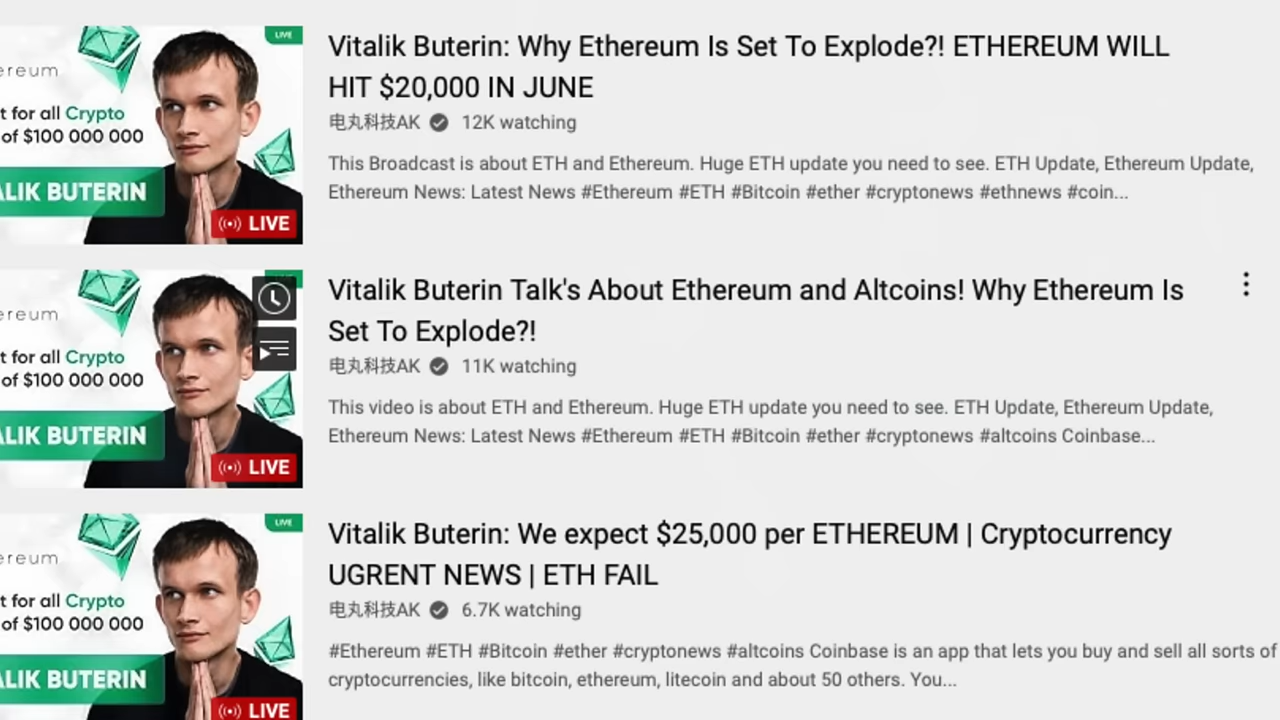 LIVE
ereum
t for all Crypto
of $100 000 000
ALIK BUTERIN
LIVE
Vitalik Buterin: Why Ethereum Is Set To Explode?! ETHEREUM WILL
HIT $20,000 IN JUNE
电丸科技AK 12K watching
This Broadcast is about ETH and Ethereum. Huge ETH update you need to see. ETH Update, Ethereum Update,
Ethereum News: Latest News #Ethereum #ETH #Bitcoin #ether #cryptonews #ethnews #coin...
ereum
t for all Crypto
of $100 000 000
ALIK BUTERIN
LIVE
Vitalik Buterin Talk's About Ethereum and Altcoins! Why Ethereum Is
Set To Explode?!
电丸科技AK 11K watching
This video is about ETH and Ethereum. Huge ETH update you need to see. ETH Update, Ethereum Update,
Ethereum News: Latest News #Ethereum #ETH #Bitcoin #ether #cryptonews #altcoins Coinbase...
LIVE
ereum
t for all Crypto
of $100 000 000
ALIK BUTERIN
LIVE
Vitalik Buterin: We expect $25,000 per ETHEREUM | Cryptocurrency
UGRENT NEWS | ETH FAIL
电丸科技AK 6.7K watching
#Ethereum #ETH #Bitcoin #ether #cryptonews #altcoins Coinbase is an app that lets you buy and sell all sorts of
cryptocurrencies, like bitcoin, ethereum, litecoin and about 50 others. You...